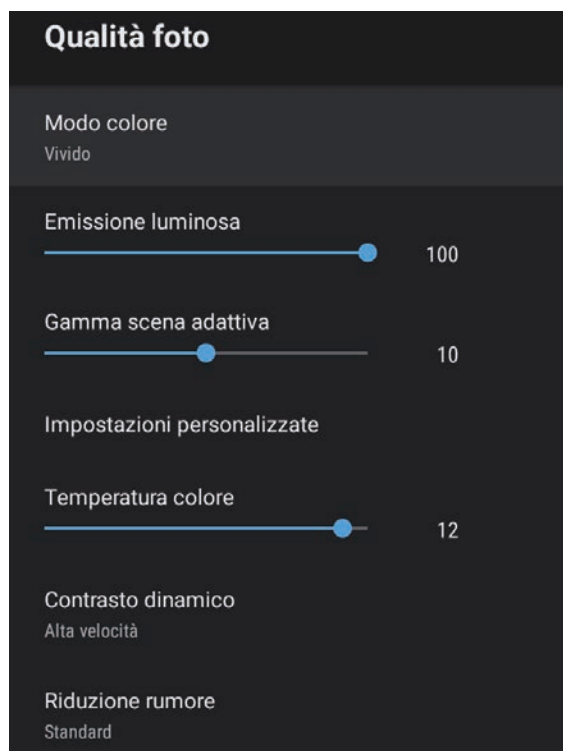 Qualità foto
Modo colore
Vivido
Emissione luminosa
100
Gamma scena adattiva
10
Impostazioni personalizzate
Temperatura colore
12
Contrasto dinamico
Alta velocità
Riduzione rumore
Standard